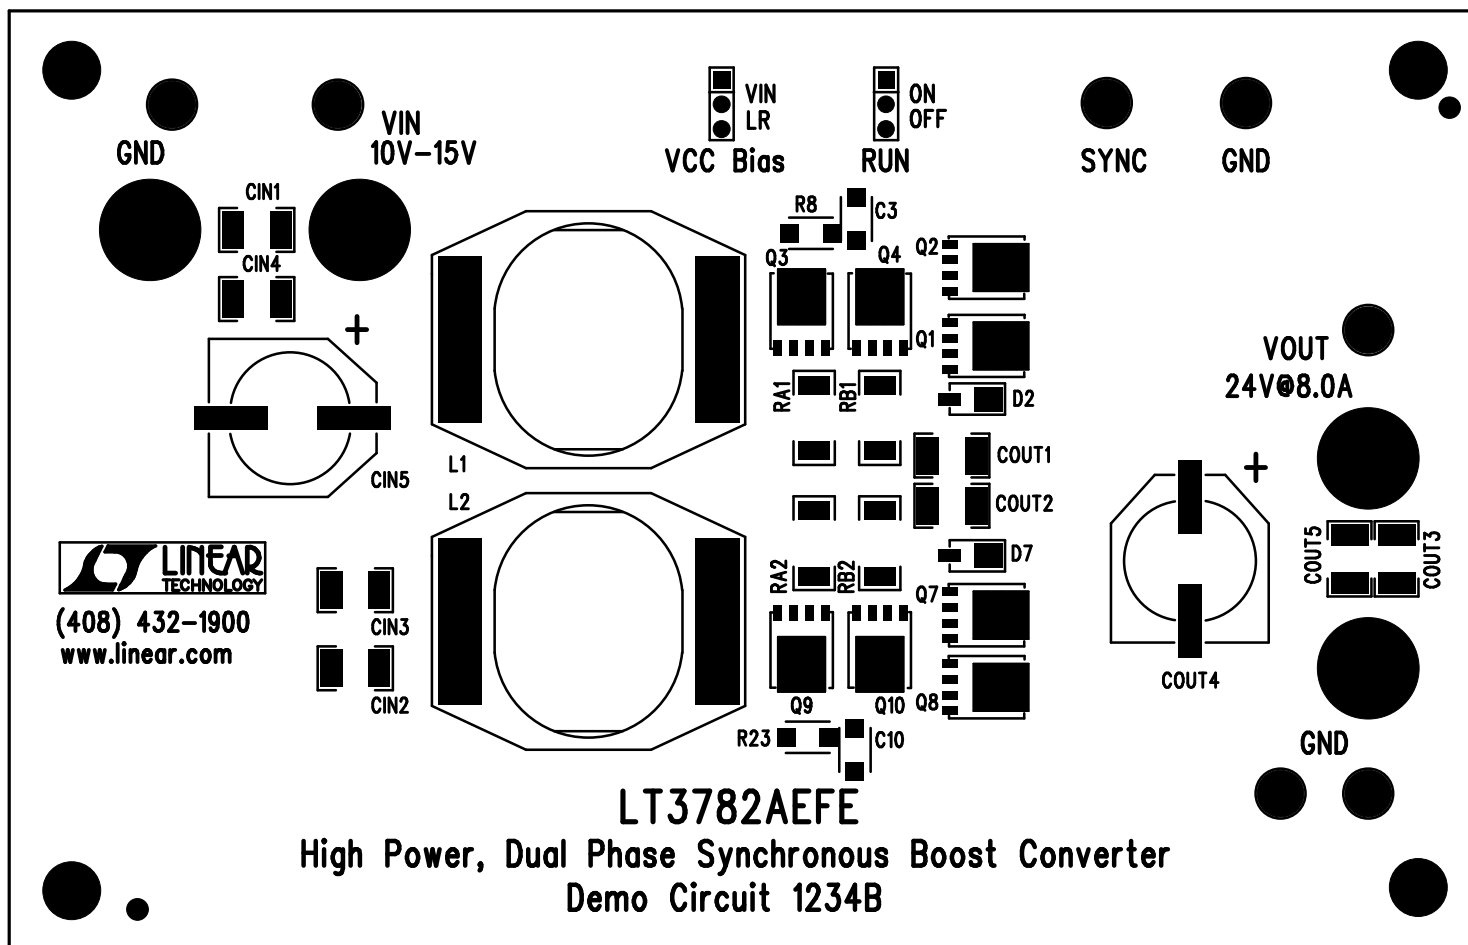 VIN
LR
VCC Bias
ON
OFF
RUN
SYNC
GND
GND
VIN
10V-15V
CIN1
CIN4
+
CIN5
R8
C3
Q3
Q4
Q2
Q1
RA1
RB1
D2
L1
L2
COUT1
COUT2
VOUT
24V@8.0A
+
COUT5
COUT3
COUT4
LINEAR
TECHNOLOGY
(408) 432-1900
www.linear.com
CIN3
CIN2
D7
RA2
RB2
Q7
Q8
Q9
Q10
R23
C10
GND
LT3782AEFE
High Power, Dual Phase Synchronous Boost Converter
Demo Circuit 1234B